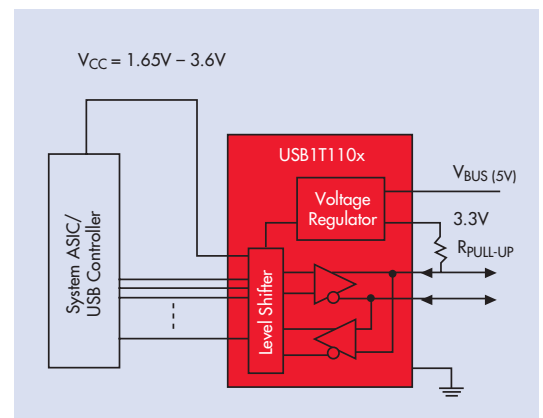 VCC = 1.65V – 3.6V
USB1T110x
Voltage
Regulator
VBUS (5V)
3.3V
RPULL-UP
System ASIC/
USB Controller
Level Shifter